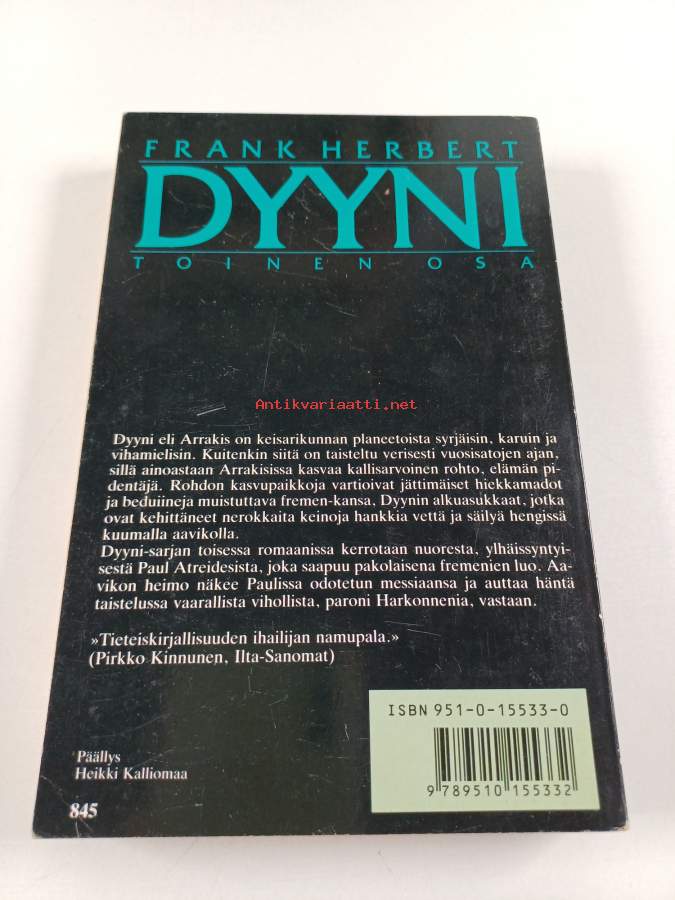 FRANK HERBERT
DYYNI
TOINEN OSA
Antikvariaatti.net
Dyyni eli Arrakis on keisarikunnan planeetoista syrjäisin, karuin ja
vihamielisin. Kuitenkin siitä on taisteltu verisesti vuosisatojen ajan,
sillä ainoastaan Arrakisissa kasvaa kallisarvoinen rohto, elämän pi-
dentäjä. Rohdon kasvupaikkoja vartioivat jättimäiset hiekkamadot
ja beduiineja muistuttava fremen-kansa, Dyynin alkuasukkaat, jotka
ovat kehittäneet nerokkaita keinoja hankkia vettä ja säilyä hengissä
kuumalla aavikolla.
Dyyni-sarjan toisessa romaanissa kerrotaan nuoresta, ylhäissyntyi-
sestä Paul Atreidesista, joka saapuu pakolaisena fremenien luo. Aa-
vikon heimo näkee Paulissa odotetun messiaansa ja auttaa häntä
taistelussa vaarallista vihollista, paroni Harkonnenia, vastaan.
»Tieteiskirjallisuuden ihailijan namupala.»
(Pirkko Kinnunen, Ilta-Sanomat)
Päällys
Heikki Kalliomaa
845
ISBN 951-0-15533-0
9 789510 155332